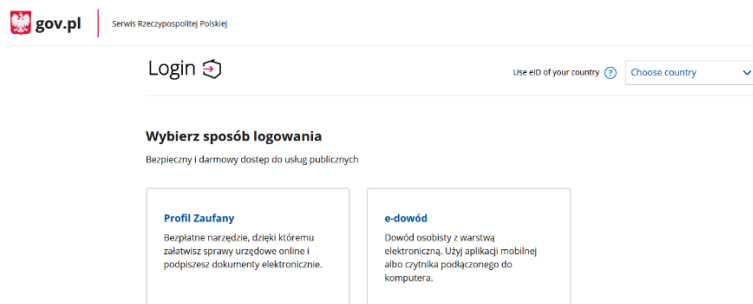 gov.pl
Serwis Rzeczypospolitej Polskiej
Login
Use eID of your country ? Choose country
Wybierz sposób logowania
Bezpieczny i darmowy dostęp do usług publicznych
Profil Zaufany
Bezpłatne narzędzie, dzięki któremu
załatwisz sprawy urzędowe online i
podpiszesz dokumenty elektronicznie.
e-dowód
Dowód osobisty z warstwą
elektroniczną. Użyj aplikacji mobilnej
albo czytnika podłączonego do
komputera.